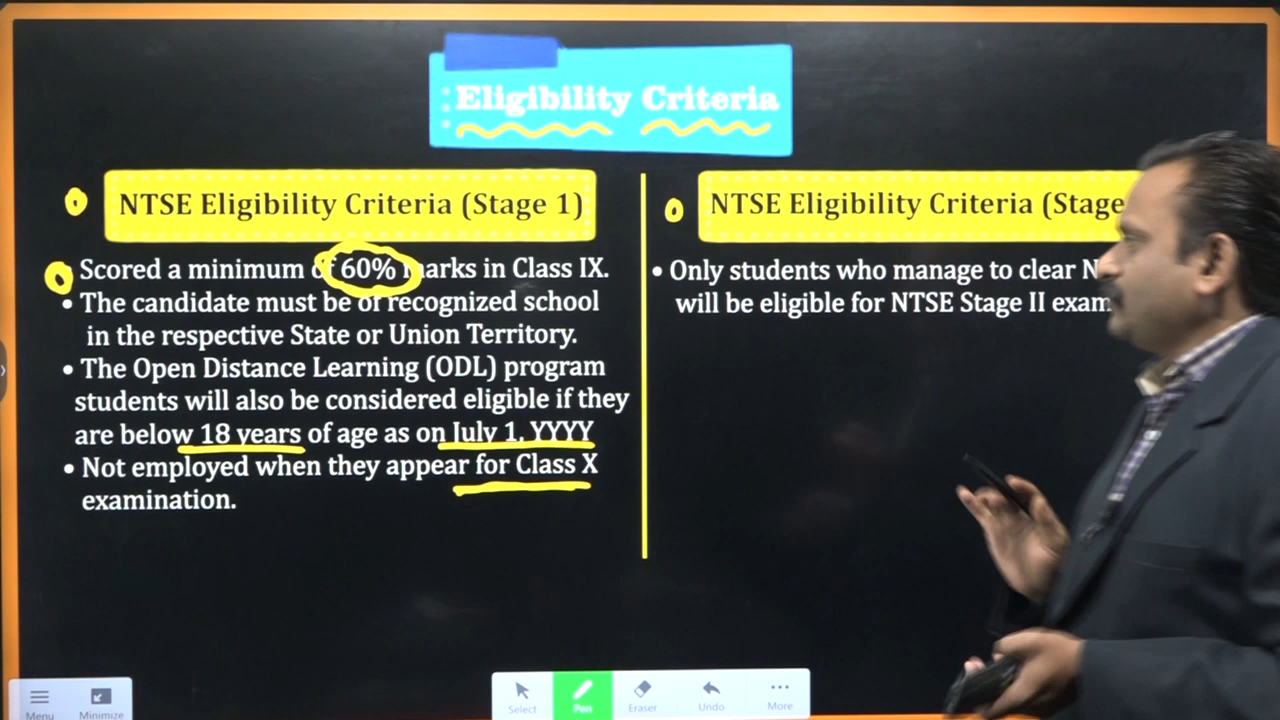 Eligibility Criteria
NTSE Eligibility Criteria (Stage 1)
Scored a minimum of 60% marks in Class IX.
• The candidate must be of recognized school
in the respective State or Union Territory.
• The Open Distance Learning (ODL) program
students will also be considered eligible if they
are below 18 years of age as on July 1, YYYY
• Not employed when they appear for Class X
examination.
NTSE Eligibility Criteria (Stage
• Only students who manage to clear
will be eligible for NTSE Stage II exam
Menu
Minimize
Select
Pen
Eraser
Undo
More